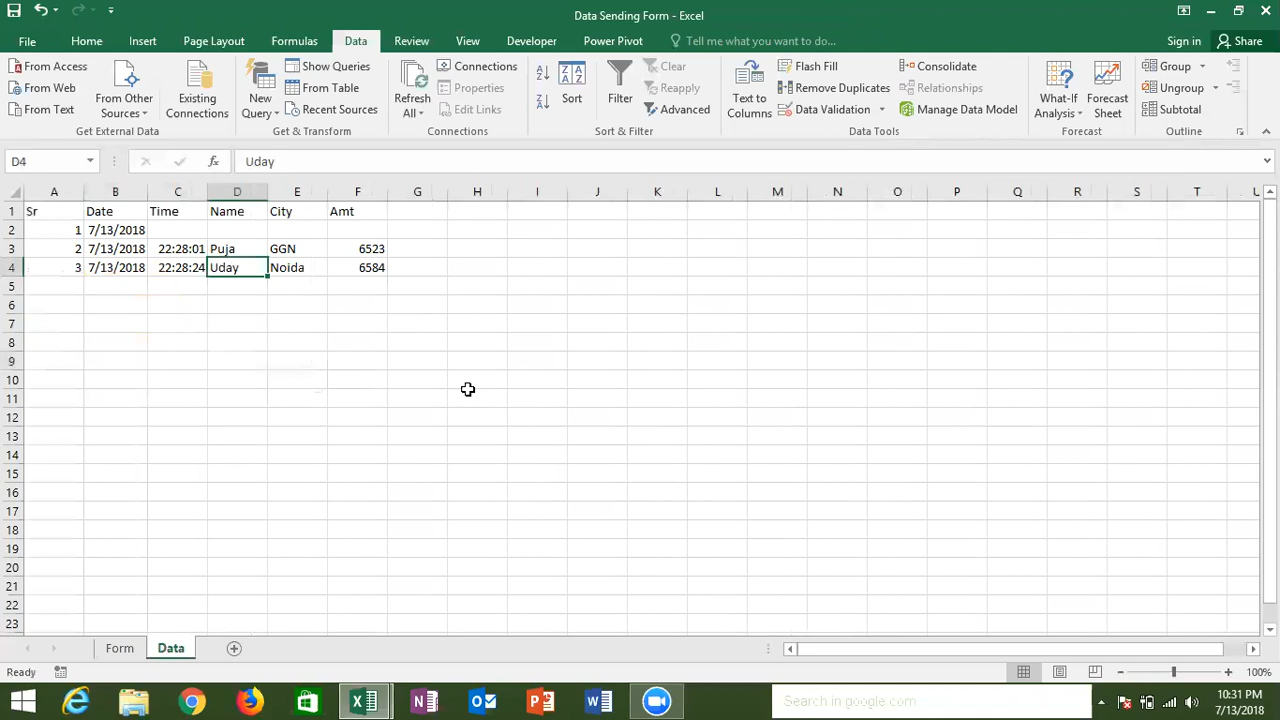 Data Sending Form - Excel
File Home Insert Page Layout Formulas Data Review View Developer Power Pivot Tell me what you want to do... Sign in Share
From Access
From Web
From Text
From Other Sources
Existing Connections
Get External Data
New Query
Show Queries
From Table
Recent Sources
Get & Transform
Refresh All
Connections
Properties
Edit Links
Connections
Sort
Filter
Clear
Reapply
Advanced
Sort & Filter
Text to Columns
Flash Fill
Remove Duplicates
Data Validation
Consolidate
Relationships
Manage Data Model
Data Tools
What-If Analysis
Forecast Sheet
Forecast
Group
Ungroup
Subtotal
Outline
D4 fx Uday
A B C D E F G H I J K L M N O P Q R S T U
1 Sr Date Time Name City Amt
2 1 7/13/2018
3 2 7/13/2018 22:28:01 Puja GGN 6523
4 3 7/13/2018 22:28:24 Uday Noida 6584
5
6
7
8
9
10
11
12
13
14
15
16
17
18
19
20
21
22
23
Form Data
Ready 100%
Search in google.com
10:31 PM
7/13/2018